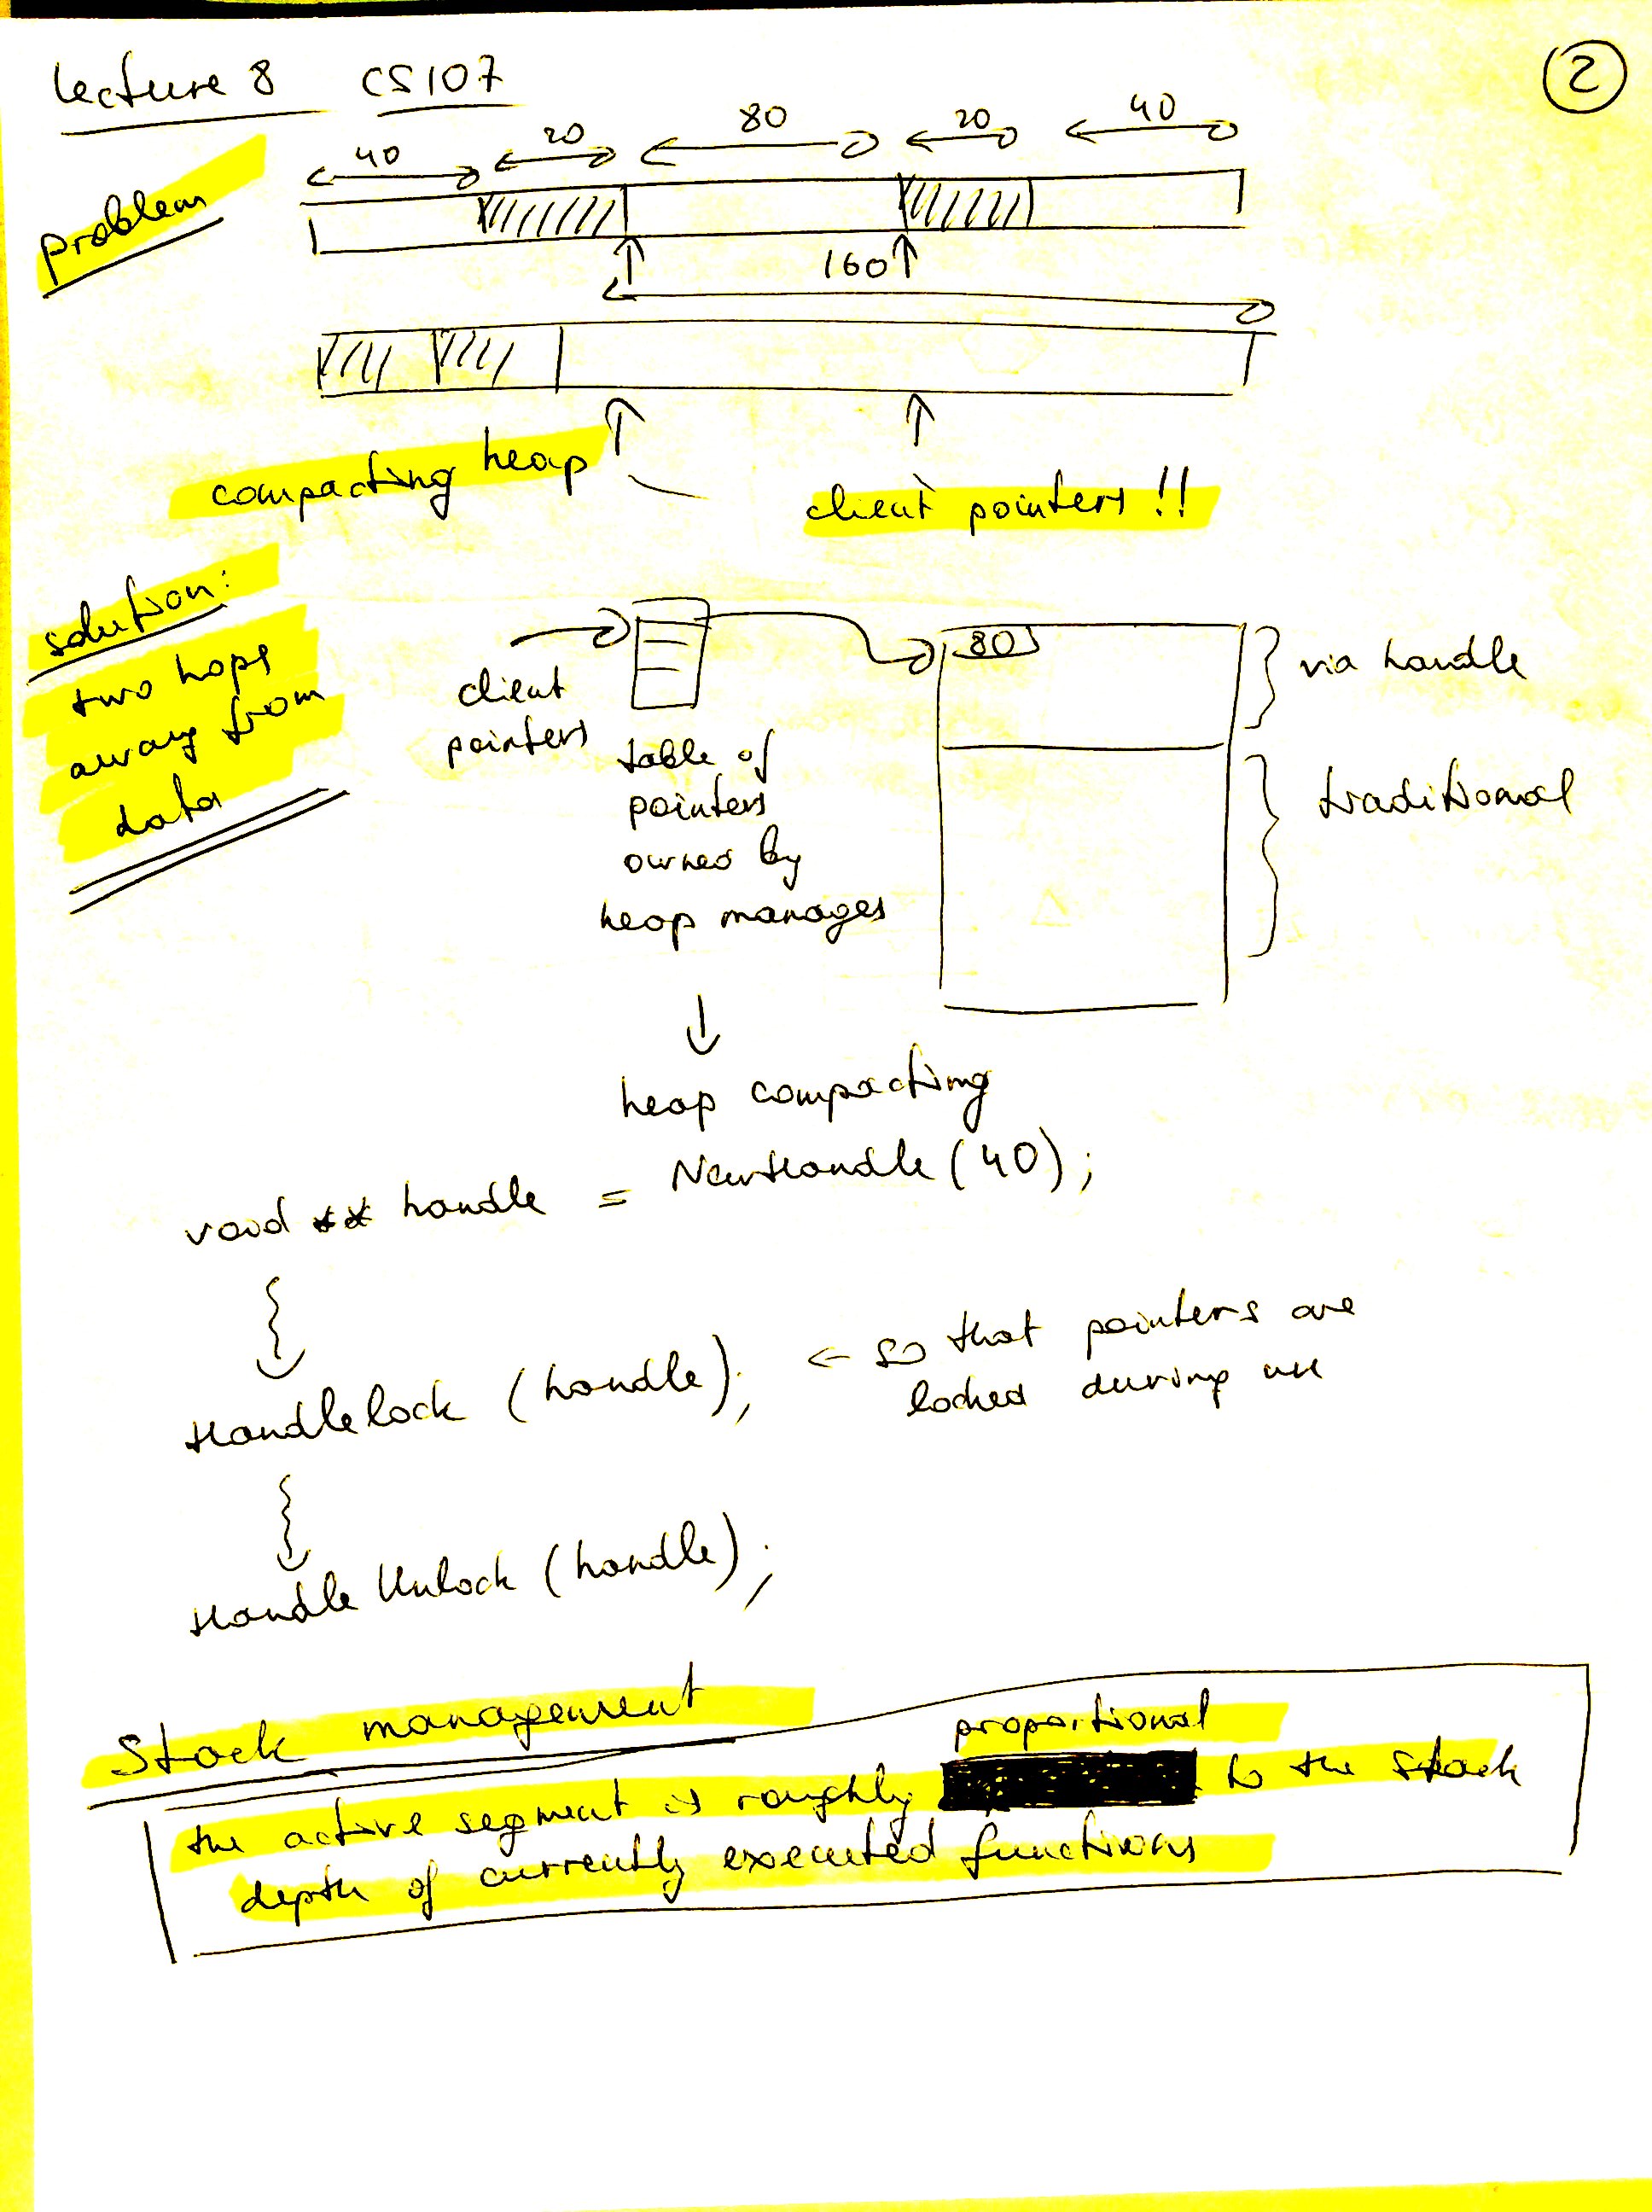 Lecture 8 CS107
2
problem
40 20 80 20 40
160
compacting heap
client pointers!!
solution:
two hops
away from
data
client
pointers
table of
pointers
owned by
heap manages
80
via handle
traditional
heap compacting
void ** handle = NewHandle(40);
HandleLock (handle); ← so that pointers are
locked during use
HandleUnlock (handle);
Stack management
proportional
the active segment is roughly to the stack
depth of currently executed functions